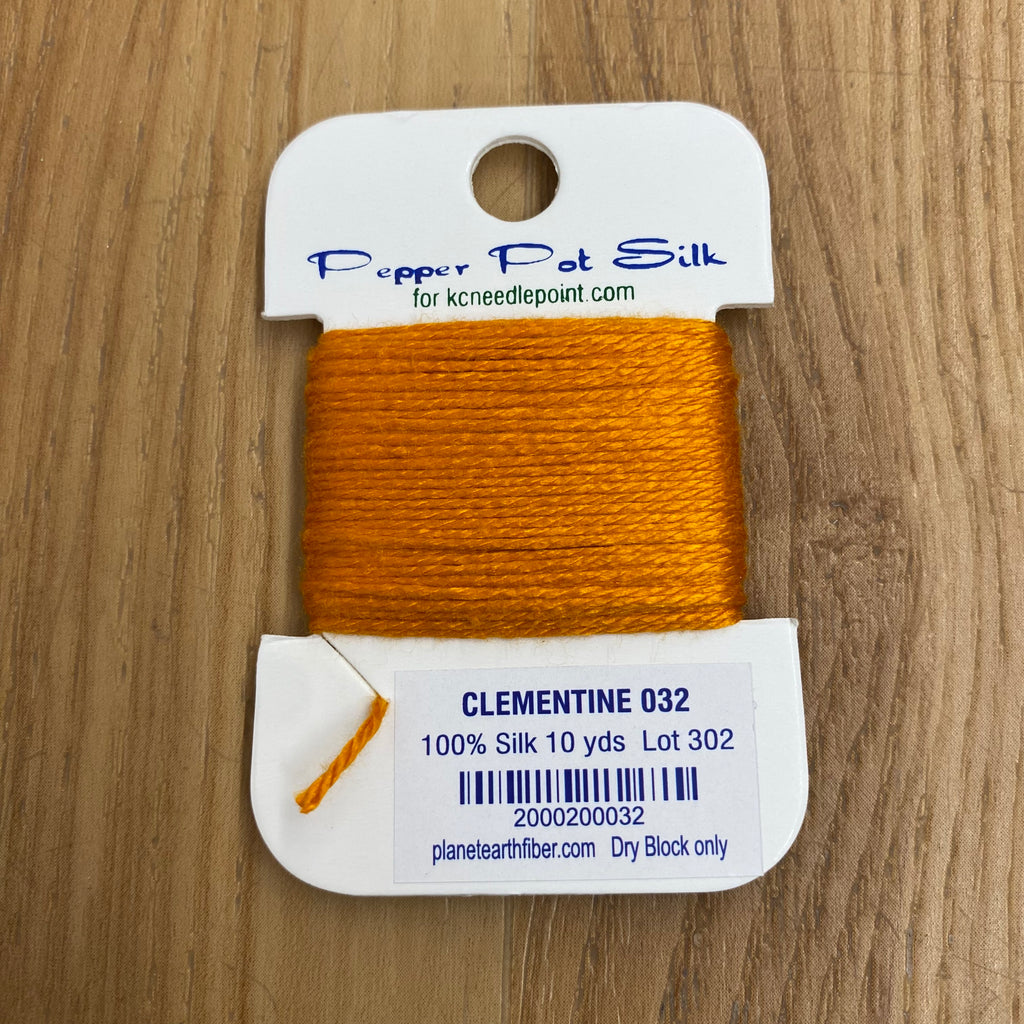 Pepper Pot Silk
for kcneedlepoint.com
CLEMENTINE 032
100% Silk 10 yds Lot 302
2000200032
planetearthfiber.com Dry Block only